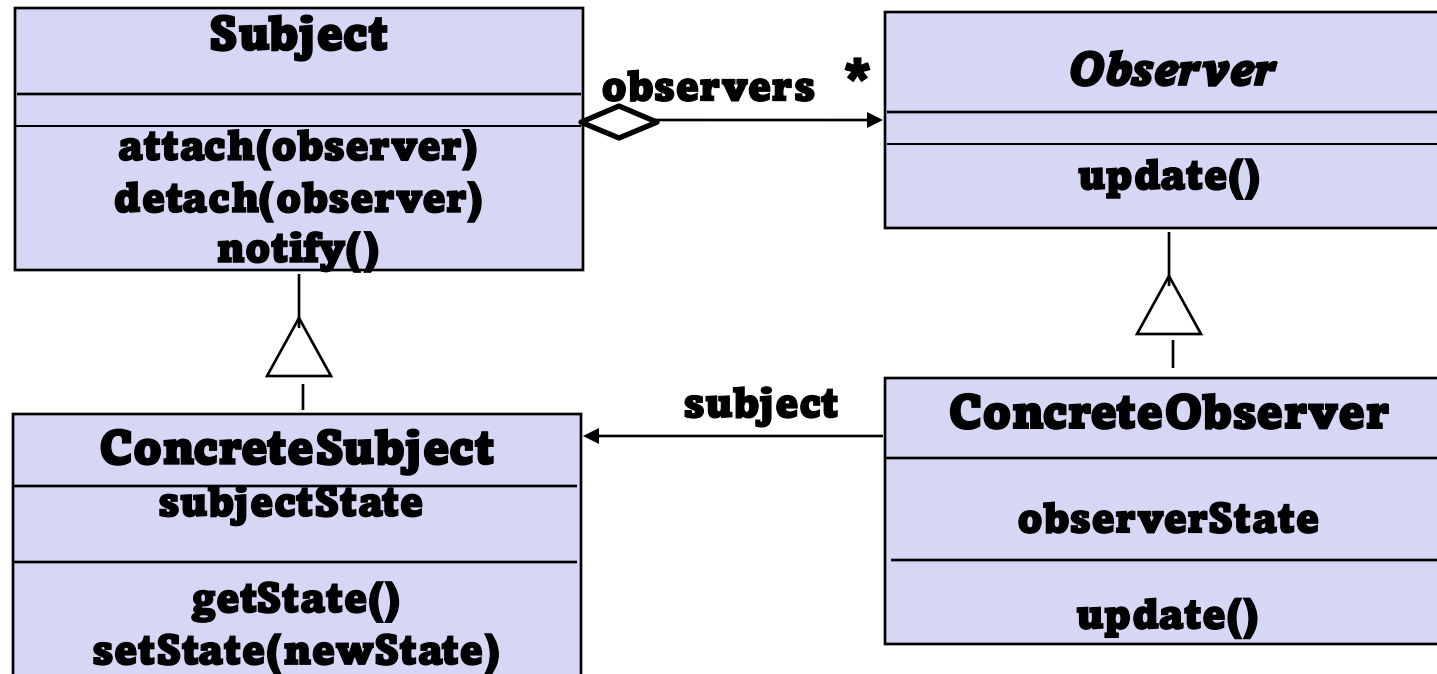 Subject
attach(observer)
detach(observer)
notify()
observers *
Observer
update()
ConcreteSubject
subjectState
getState()
setState(newState)
subject
ConcreteObserver
observerState
update()